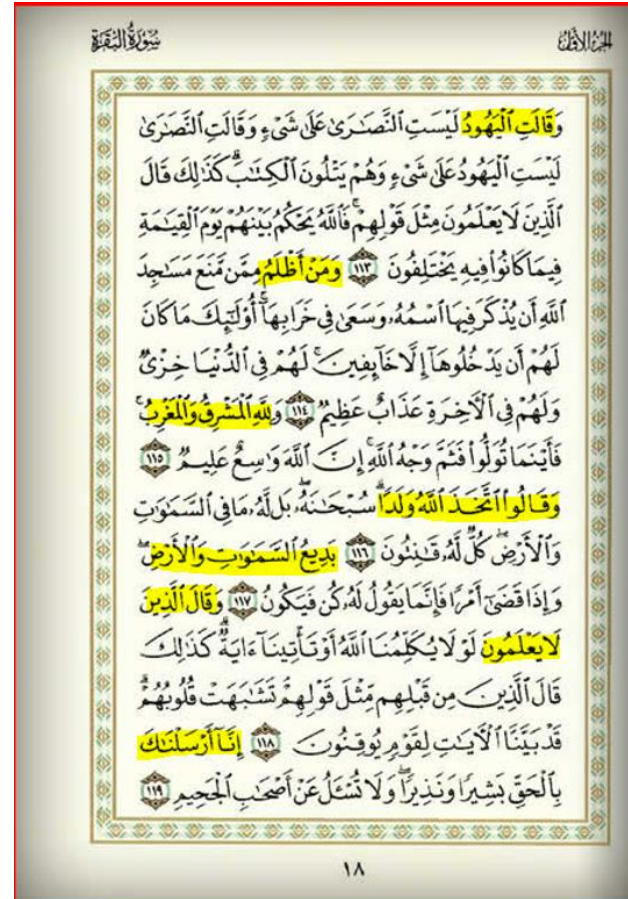 الجزء الأول
سورة البقرة
وَقَالَتِ ٱلْيَهُودُ لَيْسَتِ ٱلنَّصَٰرَىٰ عَلَىٰ شَىْءٍ وَقَالَتِ ٱلنَّصَٰرَىٰ
لَيْسَتِ ٱلْيَهُودُ عَلَىٰ شَىْءٍ وَهُمْ يَتْلُونَ ٱلْكِتَٰبَ ۗ كَذَٰلِكَ قَالَ
ٱلَّذِينَ لَا يَعْلَمُونَ مِثْلَ قَوْلِهِمْ ۚ فَٱللَّهُ يَحْكُمُ بَيْنَهُمْ يَوْمَ ٱلْقِيَٰمَةِ
فِيمَا كَانُوا۟ فِيهِ يَخْتَلِفُونَ ١١٣ وَمَنْ أَظْلَمُ مِمَّن مَّنَعَ مَسَٰجِدَ
ٱللَّهِ أَن يُذْكَرَ فِيهَا ٱسْمُهُۥ وَسَعَىٰ فِى خَرَابِهَآ ۚ أُو۟لَٰٓئِكَ مَا كَانَ
لَهُمْ أَن يَدْخُلُوهَآ إِلَّا خَآئِفِينَ ۚ لَهُمْ فِى ٱلدُّنْيَا خِزْىٌ
وَلَهُمْ فِى ٱلْءَاخِرَةِ عَذَابٌ عَظِيمٌ ١١٤ وَلِلَّهِ ٱلْمَشْرِقُ وَٱلْمَغْرِبُ ۚ
فَأَيْنَمَا تُوَلُّوا۟ فَثَمَّ وَجْهُ ٱللَّهِ ۚ إِنَّ ٱللَّهَ وَٰسِعٌ عَلِيمٌ ١١٥
وَقَالُوا۟ ٱتَّخَذَ ٱللَّهُ وَلَدًا ۗ سُبْحَٰنَهُۥ ۖ بَل لَّهُۥ مَا فِى ٱلسَّمَٰوَٰتِ
وَٱلْأَرْضِ ۖ كُلٌّ لَّهُۥ قَٰنِتُونَ ١١٦ بَدِيعُ ٱلسَّمَٰوَٰتِ وَٱلْأَرْضِ ۖ
وَإِذَا قَضَىٰٓ أَمْرًا فَإِنَّمَا يَقُولُ لَهُۥ كُن فَيَكُونُ ١١٧ وَقَالَ ٱلَّذِينَ
لَا يَعْلَمُونَ لَوْلَا يُكَلِّمُنَا ٱللَّهُ أَوْ تَأْتِينَآ ءَايَةٌ ۗ كَذَٰلِكَ
قَالَ ٱلَّذِينَ مِن قَبْلِهِم مِّثْلَ قَوْلِهِمْ ۘ تَشَٰبَهَتْ قُلُوبُهُمْ ۗ
قَدْ بَيَّنَّا ٱلْءَايَٰتِ لِقَوْمٍ يُوقِنُونَ ١١٨ إِنَّآ أَرْسَلْنَٰكَ
بِٱلْحَقِّ بَشِيرًا وَنَذِيرًا ۖ وَلَا تُسْـَٔلُ عَنْ أَصْحَٰبِ ٱلْجَحِيمِ ١١٩
١٨